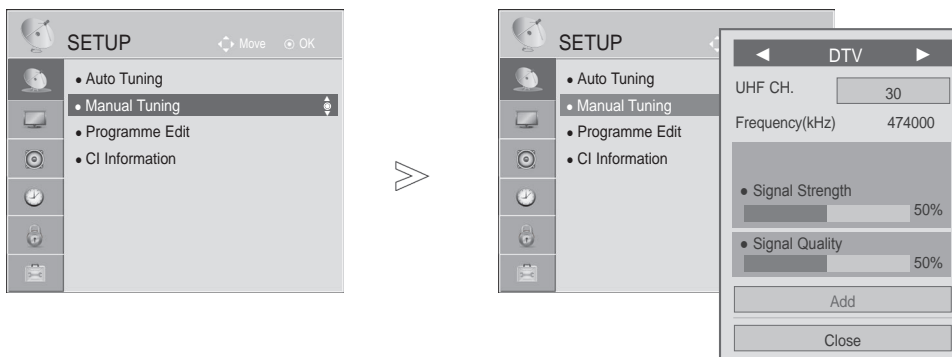 SETUP
Move OK
• Auto Tuning
• Manual Tuning
• Programme Edit
• CI Information
SETUP
• Auto Tuning
• Manual Tuning
• Programme Edit
• CI Information
◄ DTV ►
UHF CH. 30
Frequency(kHz) 474000
• Signal Strength
50%
• Signal Quality
50%
Add
Close